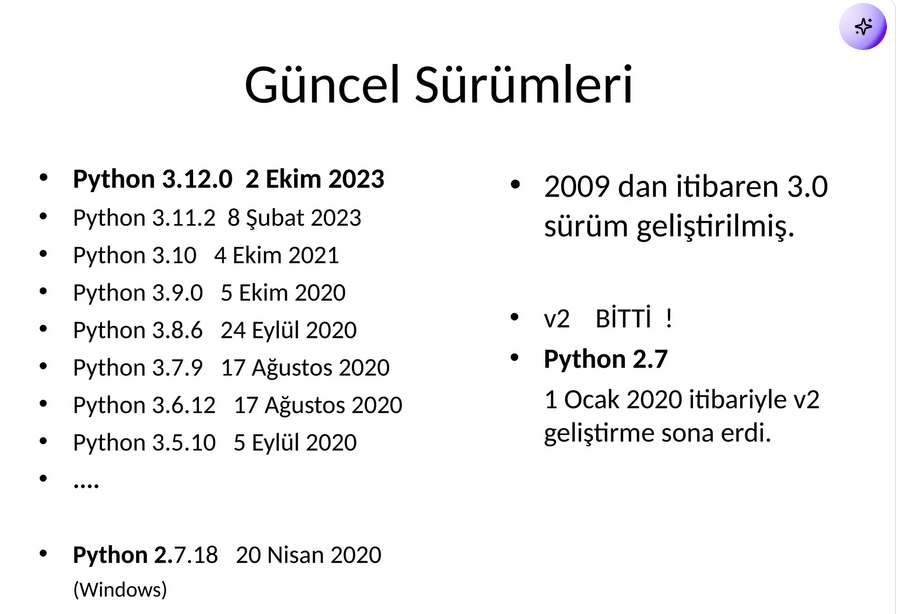 Güncel Sürümleri
• Python 3.12.0  2 Ekim 2023
• Python 3.11.2  8 Şubat 2023
• Python 3.10   4 Ekim 2021
• Python 3.9.0   5 Ekim 2020
• Python 3.8.6   24 Eylül 2020
• Python 3.7.9   17 Ağustos 2020
• Python 3.6.12   17 Ağustos 2020
• Python 3.5.10   5 Eylül 2020
• ....
• Python 2.7.18   20 Nisan 2020
(Windows)
• 2009 dan itibaren 3.0
sürüm geliştirilmiş.
• v2    BİTTİ  !
• Python 2.7
1 Ocak 2020 itibariyle v2
geliştirme sona erdi.